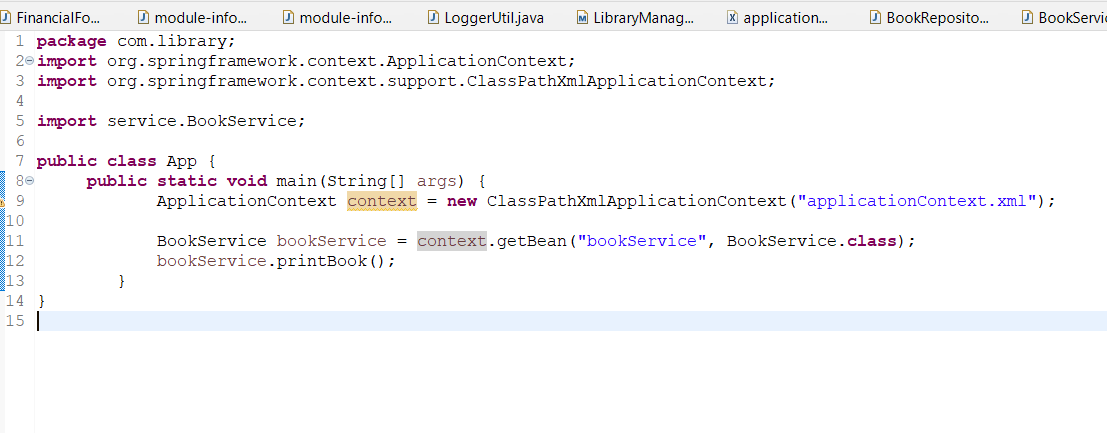 FinancialFo... module-info... module-info... LoggerUtil.java LibraryManag... application... BookReposito... BookServic
1 package com.library;
2 import org.springframework.context.ApplicationContext;
3 import org.springframework.context.support.ClassPathXmlApplicationContext;
4
5 import service.BookService;
6
7 public class App {
8 public static void main(String[] args) {
9 ApplicationContext context = new ClassPathXmlApplicationContext("applicationContext.xml");
10
11 BookService bookService = context.getBean("bookService", BookService.class);
12 bookService.printBook();
13 }
14 }
15